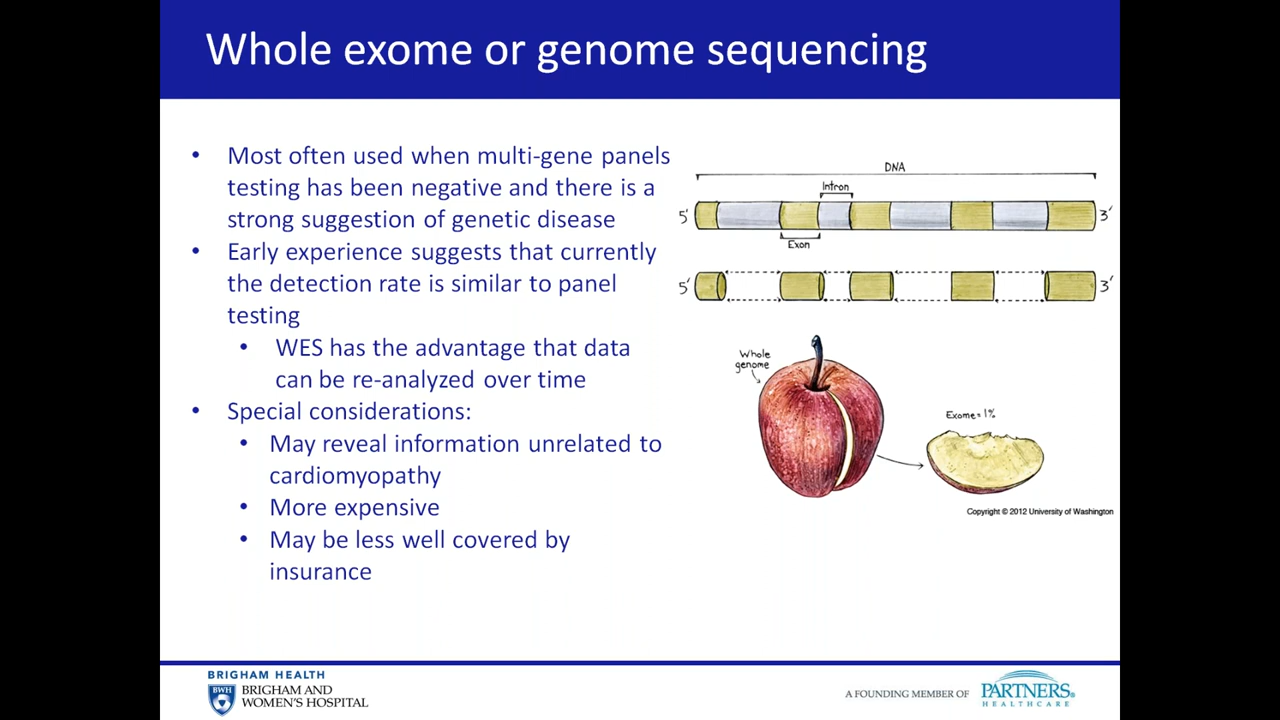 Whole exome or genome sequencing
• Most often used when multi-gene panels
testing has been negative and there is a
strong suggestion of genetic disease
• Early experience suggests that currently
the detection rate is similar to panel
testing
• WES has the advantage that data
can be re-analyzed over time
• Special considerations:
• May reveal information unrelated to
cardiomyopathy
• More expensive
• May be less well covered by
insurance
DNA
Intron
5' 3'
Exon
5' 3'
Whole
genome
Exome = 1%
Copyright © 2012 University of Washington
BRIGHAM HEALTH
BWH
BRIGHAM AND
WOMEN'S HOSPITAL
A FOUNDING MEMBER OF
PARTNERS®
HEALTHCARE